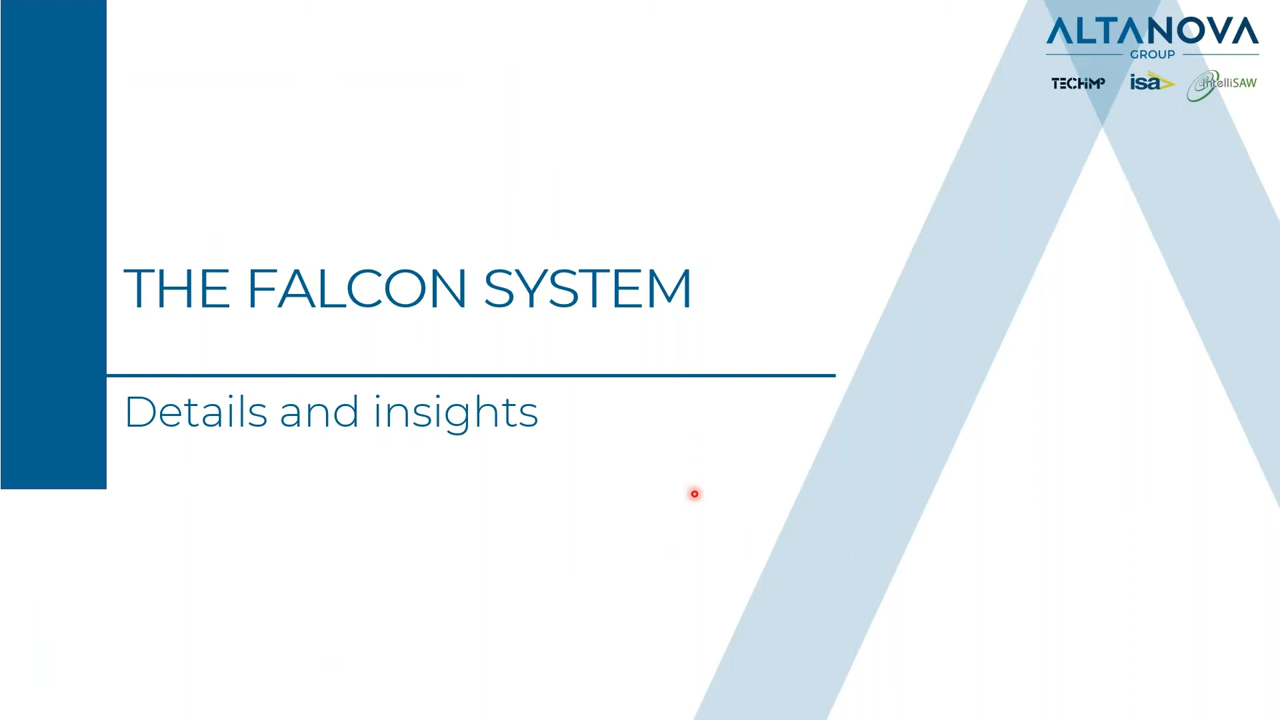 ALTANOVA
GROUP
TECHIMP isa intelliSAW
THE FALCON SYSTEM
Details and insights